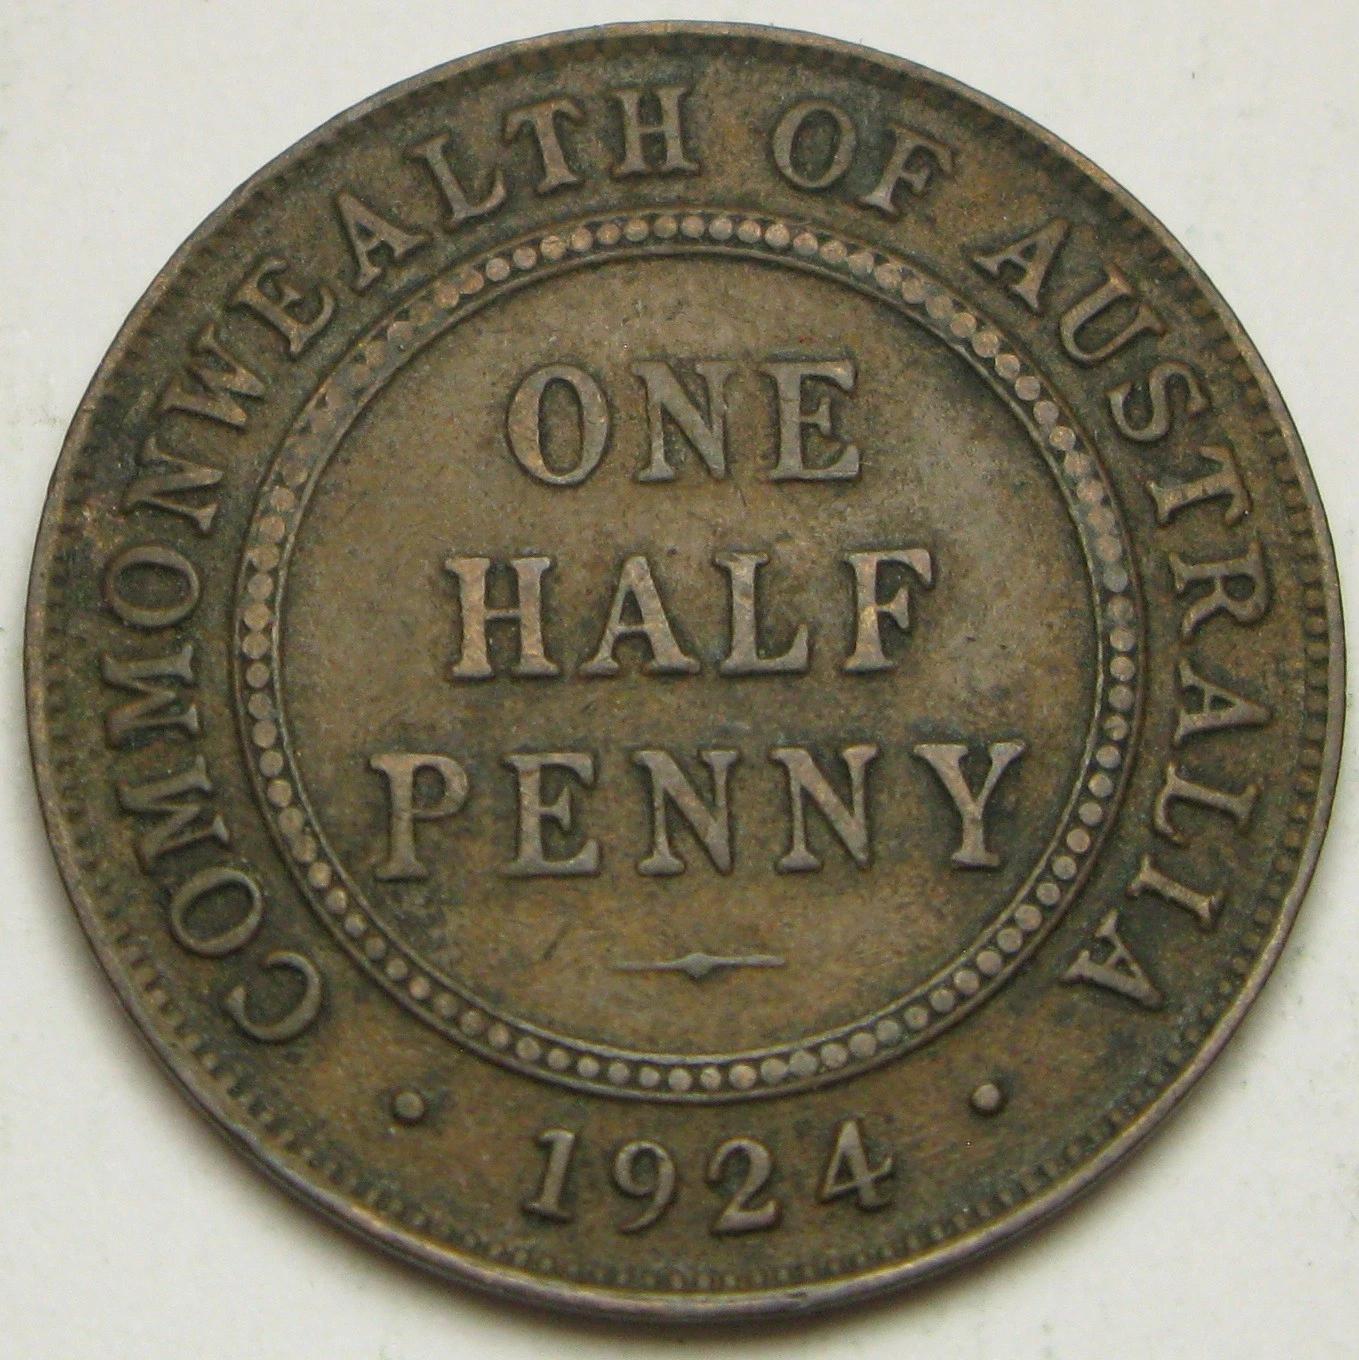 COMMONWEALTH OF AUSTRALIA
ONE
HALF
PENNY
· 1924 ·